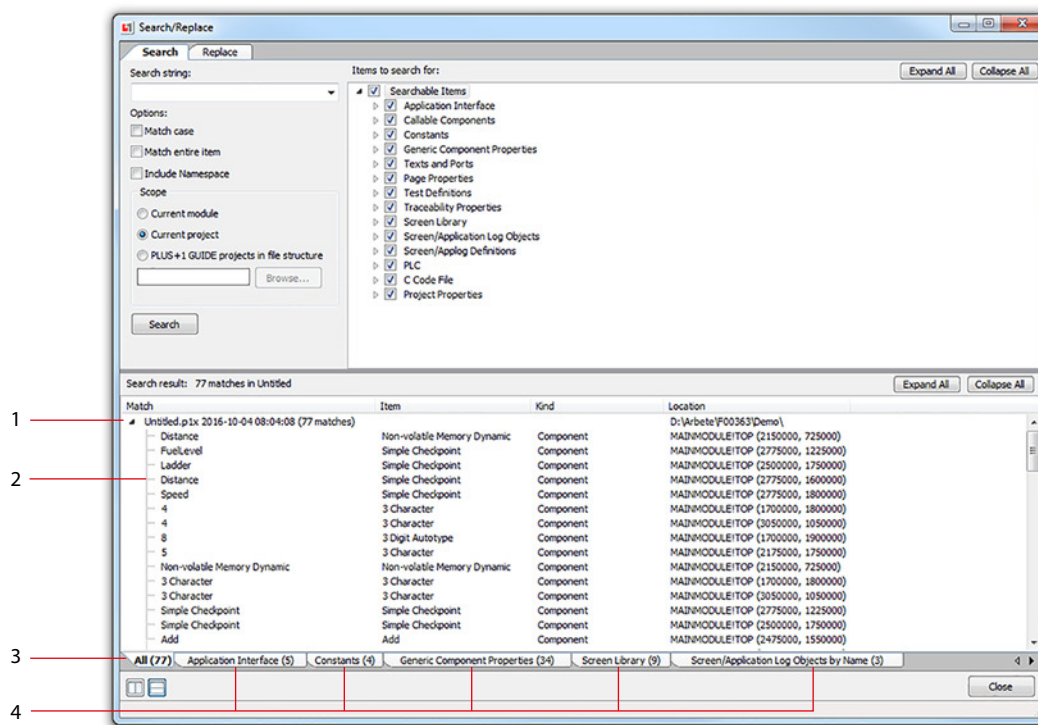 Search/Replace
Search Replace
Search string:
Options:
Match case
Match entire item
Include Namespace
Scope
Current module
Current project
PLUS+1 GUIDE projects in file structure
Browse...
Search
Items to search for:
Expand All Collapse All
Searchable Items
Application Interface
Callable Components
Constants
Generic Component Properties
Texts and Ports
Page Properties
Test Definitions
Traceability Properties
Screen Library
Screen/Application Log Objects
Screen/Applog Definitions
PLC
C Code File
Project Properties
Search result: 77 matches in Untitled
Expand All Collapse All
Match Item Kind Location
1 Untitled.p1x 2016-10-04 08:04:08 (77 matches) D:\Arbete\F00363\Demo\
Distance Non-volatile Memory Dynamic Component MAINMODULE!TOP (2150000, 725000)
FuelLevel Simple Checkpoint Component MAINMODULE!TOP (2775000, 1225000)
Ladder Simple Checkpoint Component MAINMODULE!TOP (2500000, 1750000)
2 Distance Simple Checkpoint Component MAINMODULE!TOP (2775000, 1600000)
Speed Simple Checkpoint Component MAINMODULE!TOP (2775000, 1800000)
4 3 Character Component MAINMODULE!TOP (1700000, 1800000)
4 3 Character Component MAINMODULE!TOP (3050000, 1050000)
8 3 Digit Autotype Component MAINMODULE!TOP (1700000, 1900000)
5 3 Character Component MAINMODULE!TOP (2175000, 1750000)
Non-volatile Memory Dynamic Non-volatile Memory Dynamic Component MAINMODULE!TOP (2150000, 725000)
3 Character 3 Character Component MAINMODULE!TOP (1700000, 1800000)
3 Character 3 Character Component MAINMODULE!TOP (3050000, 1050000)
Simple Checkpoint Simple Checkpoint Component MAINMODULE!TOP (2775000, 1225000)
Simple Checkpoint Simple Checkpoint Component MAINMODULE!TOP (2500000, 1750000)
Add Add Component MAINMODULE!TOP (2475000, 1550000)
3 All (77) Application Interface (5) Constants (4) Generic Component Properties (34) Screen Library (9) Screen/Application Log Objects by Name (3)
Close
4